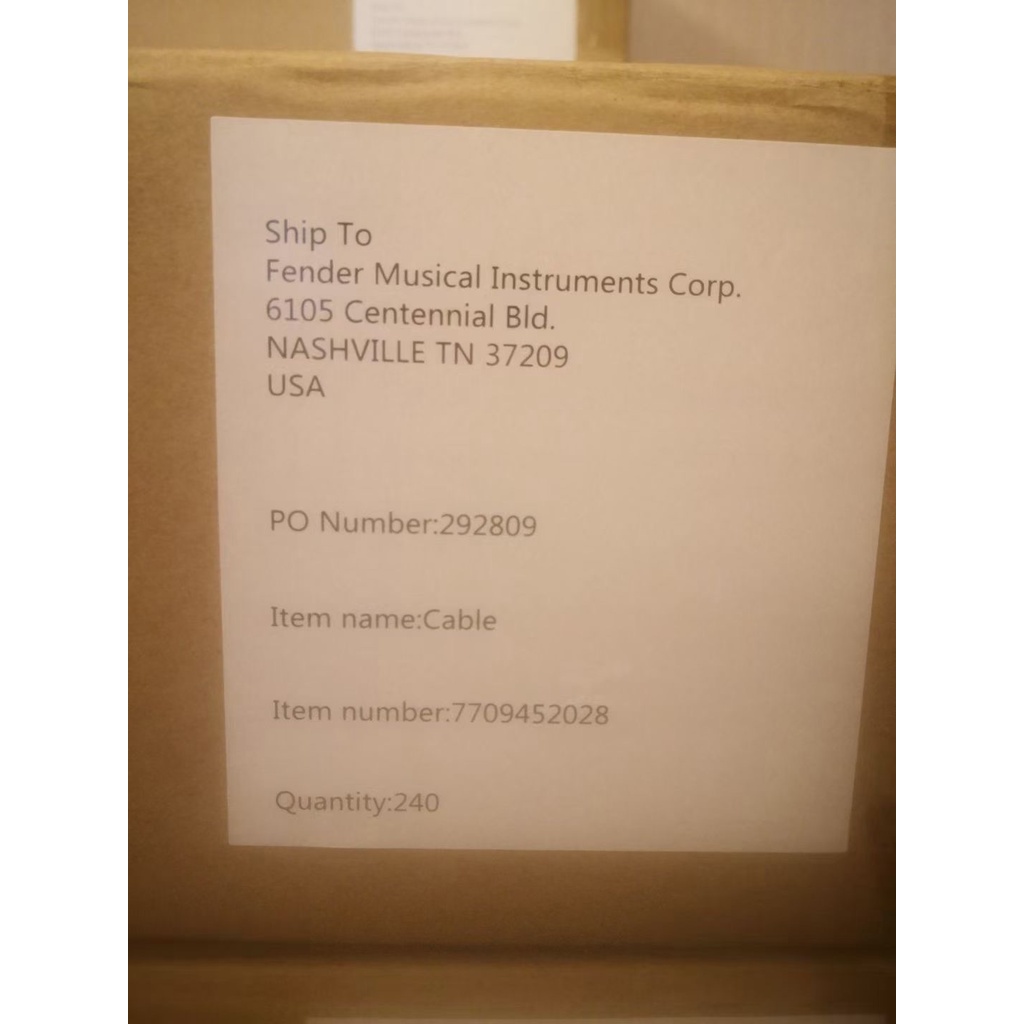 Ship To
Fender Musical Instruments Corp.
6105 Centennial Bld.
NASHVILLE TN 37209
USA
PO Number:292809
Item name:Cable
Item number:7709452028
Quantity:240